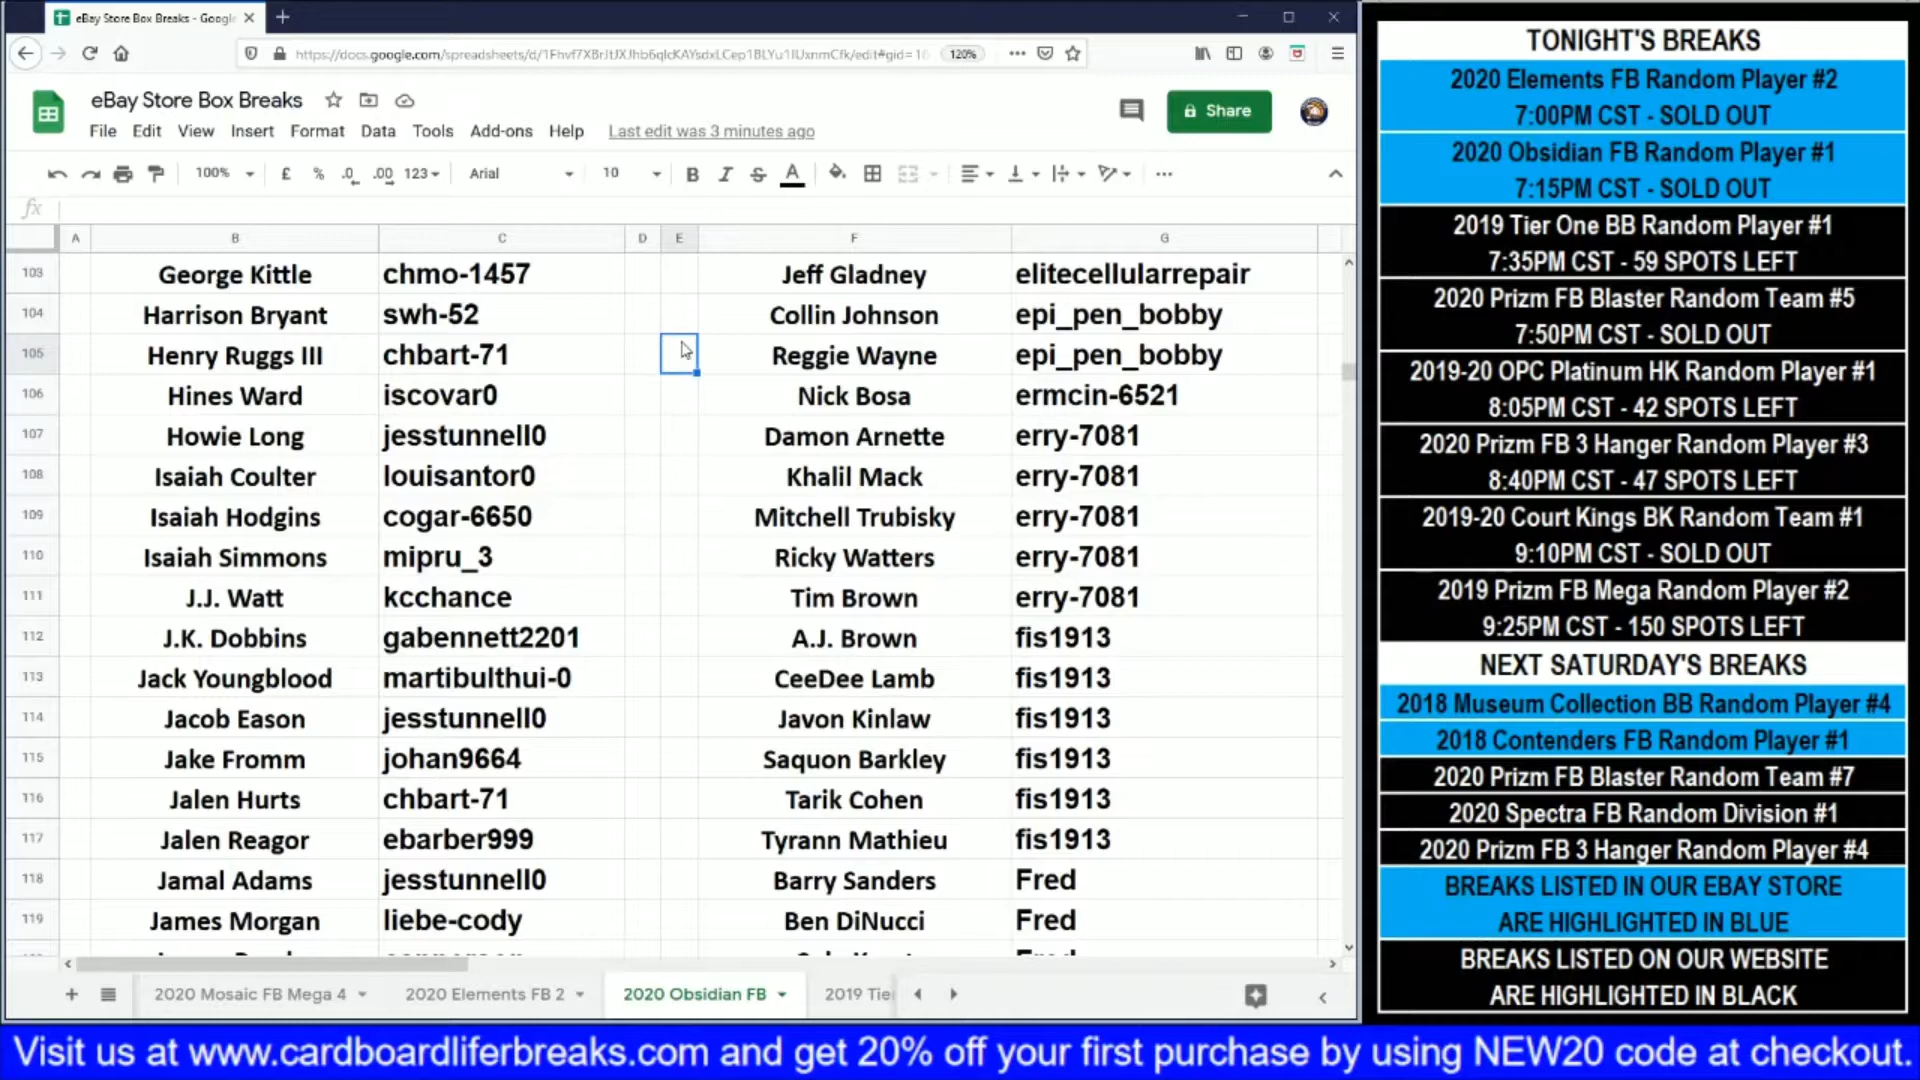 eBay Store Box Breaks - Google
https://docs.google.com/spreadsheets/d/
120%
eBay Store Box Breaks
File Edit View Insert Format Data Tools Add-ons Help Last edit was 3 minutes ago
Share
100% £ % .0 .00 123 Arial 10 B I S A
fx
A B C D E F G
103 George Kittle chmo-1457 Jeff Gladney elitecellularrepair
104 Harrison Bryant swh-52 Collin Johnson epi_pen_bobby
105 Henry Ruggs III chbart-71 Reggie Wayne epi_pen_bobby
106 Hines Ward iscovar0 Nick Bosa ermcin-6521
107 Howie Long jesstunnell0 Damon Arnette erry-7081
108 Isaiah Coulter louisantor0 Khalil Mack erry-7081
109 Isaiah Hodgins cogar-6650 Mitchell Trubisky erry-7081
110 Isaiah Simmons mipru_3 Ricky Watters erry-7081
111 J.J. Watt kcchance Tim Brown erry-7081
112 J.K. Dobbins gabennett2201 A.J. Brown fis1913
113 Jack Youngblood martibulthui-0 CeeDee Lamb fis1913
114 Jacob Eason jesstunnell0 Javon Kinlaw fis1913
115 Jake Fromm johan9664 Saquon Barkley fis1913
116 Jalen Hurts chbart-71 Tarik Cohen fis1913
117 Jalen Reagor ebarber999 Tyrann Mathieu fis1913
118 Jamal Adams jesstunnell0 Barry Sanders Fred
119 James Morgan liebe-cody Ben DiNucci Fred
2020 Mosaic FB Mega 4 2020 Elements FB 2 2020 Obsidian FB 2019 Tie
TONIGHT'S BREAKS
2020 Elements FB Random Player #2
7:00PM CST - SOLD OUT
2020 Obsidian FB Random Player #1
7:15PM CST - SOLD OUT
2019 Tier One BB Random Player #1
7:35PM CST - 59 SPOTS LEFT
2020 Prizm FB Blaster Random Team #5
7:50PM CST - SOLD OUT
2019-20 OPC Platinum HK Random Player #1
8:05PM CST - 42 SPOTS LEFT
2020 Prizm FB 3 Hanger Random Player #3
8:40PM CST - 47 SPOTS LEFT
2019-20 Court Kings BK Random Team #1
9:10PM CST - SOLD OUT
2019 Prizm FB Mega Random Player #2
9:25PM CST - 150 SPOTS LEFT
NEXT SATURDAY'S BREAKS
2018 Museum Collection BB Random Player #4
2018 Contenders FB Random Player #1
2020 Prizm FB Blaster Random Team #7
2020 Spectra FB Random Division #1
2020 Prizm FB 3 Hanger Random Player #4
BREAKS LISTED IN OUR EBAY STORE
ARE HIGHLIGHTED IN BLUE
BREAKS LISTED ON OUR WEBSITE
ARE HIGHLIGHTED IN BLACK
Visit us at www.cardboardliferbreaks.com and get 20% off your first purchase by using NEW20 code at checkout.